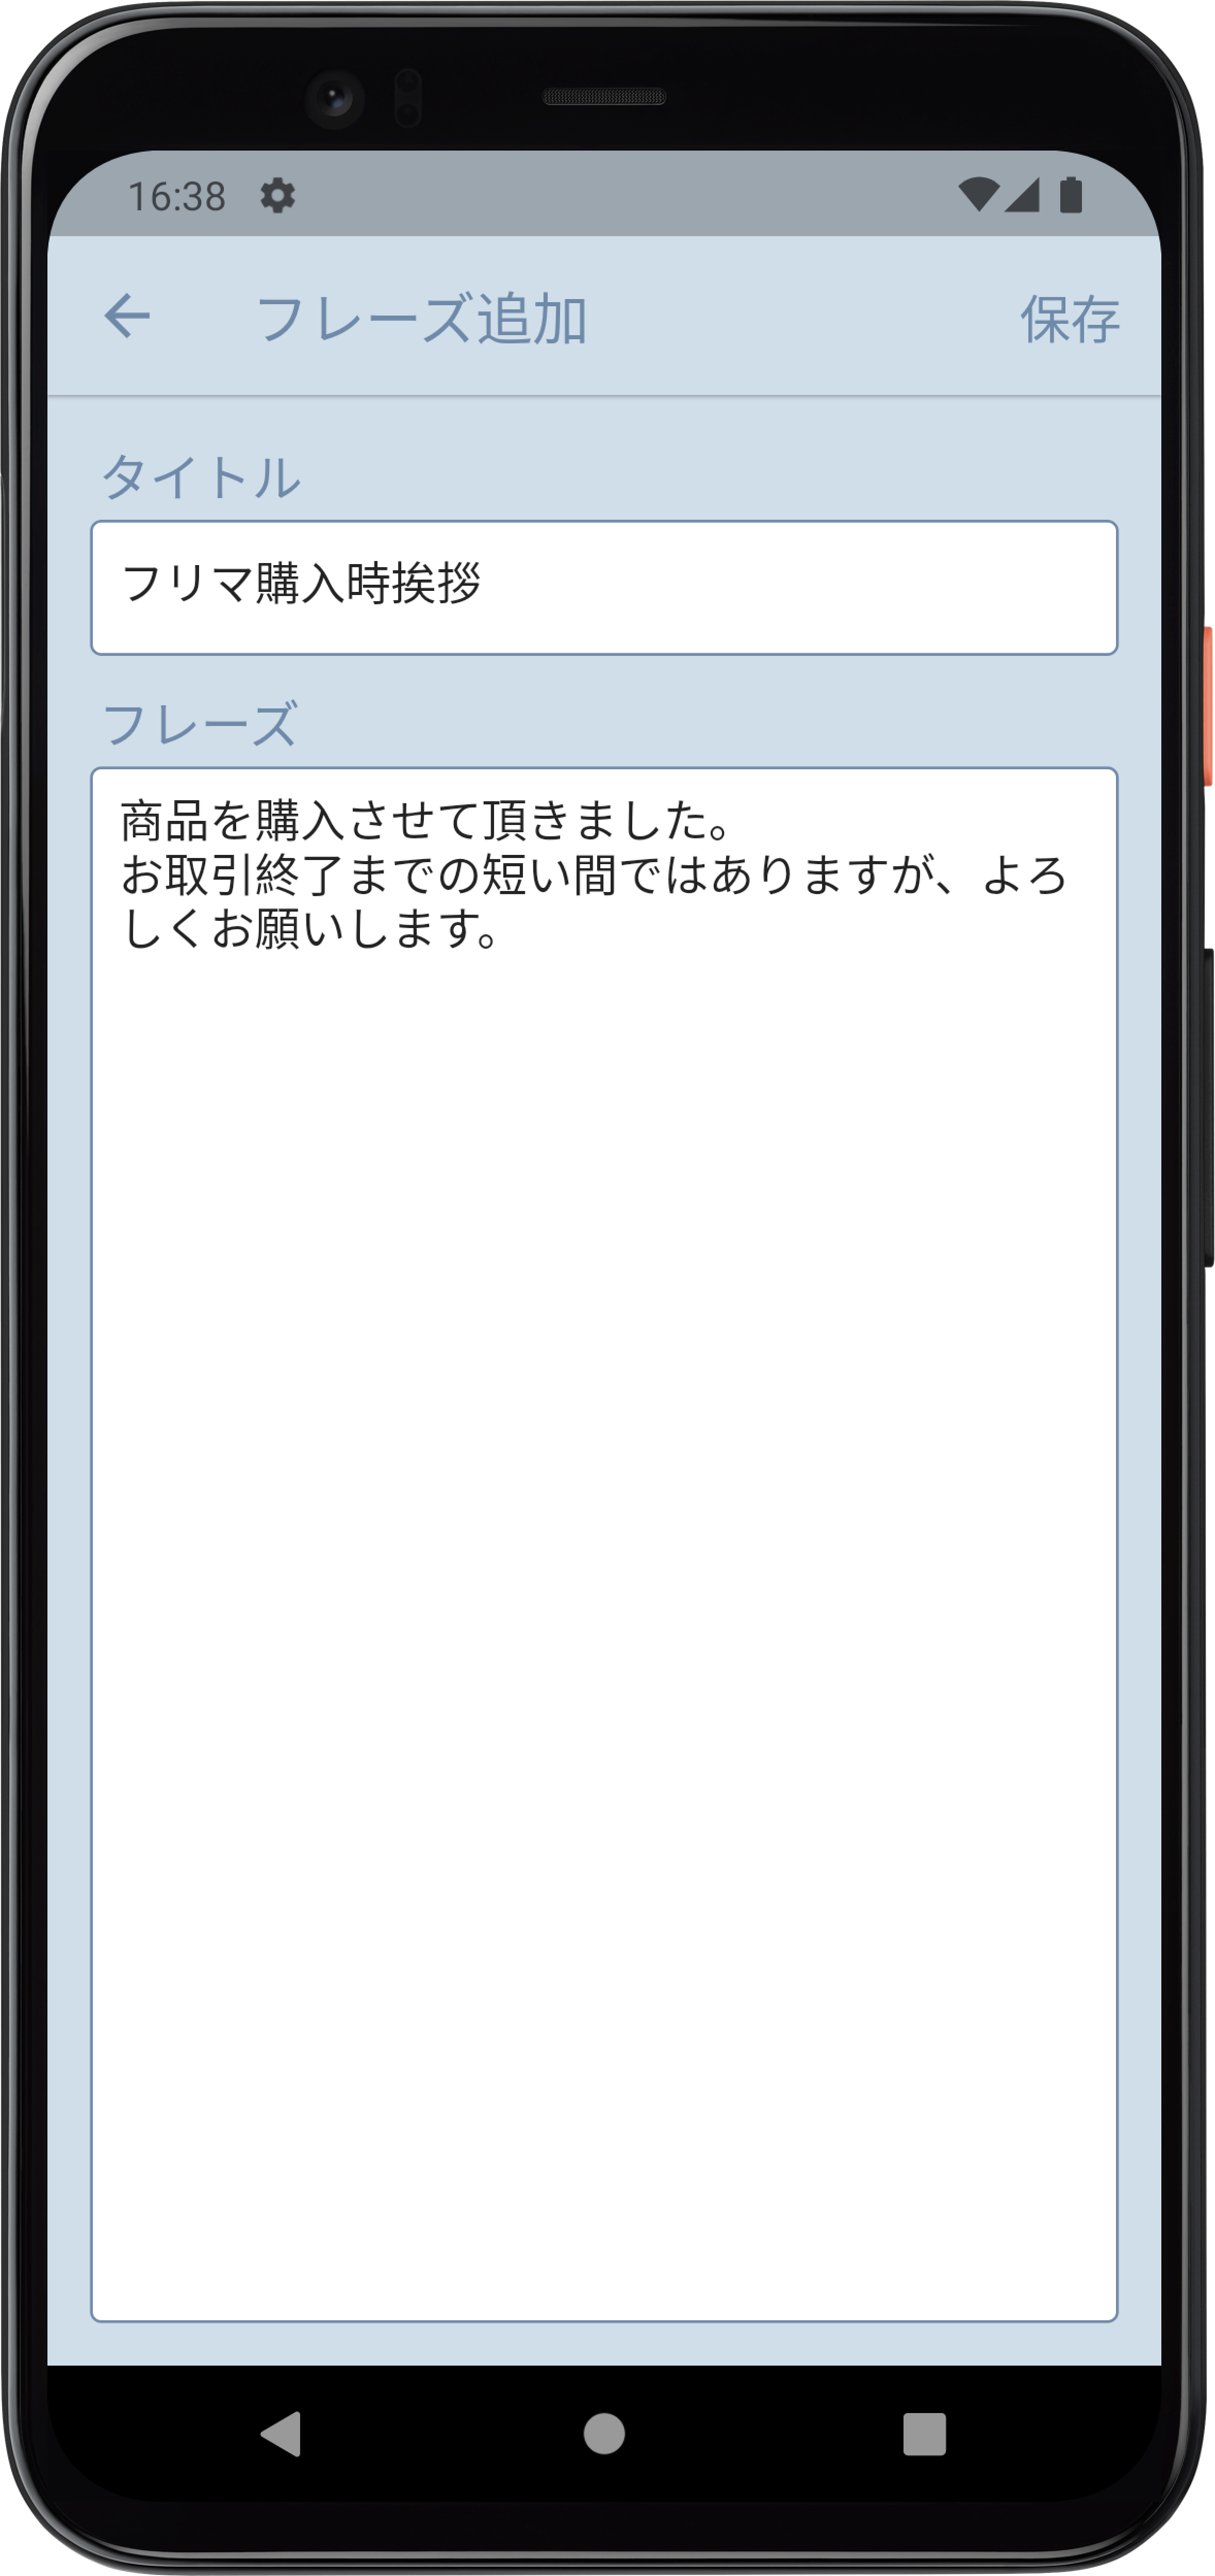 16:38
フレーズ追加
保存
タイトル
フリマ購入時挨拶
フレーズ
商品を購入させて頂きました。
お取引終了までの短い間ではありますが、よろ
しくお願いします。